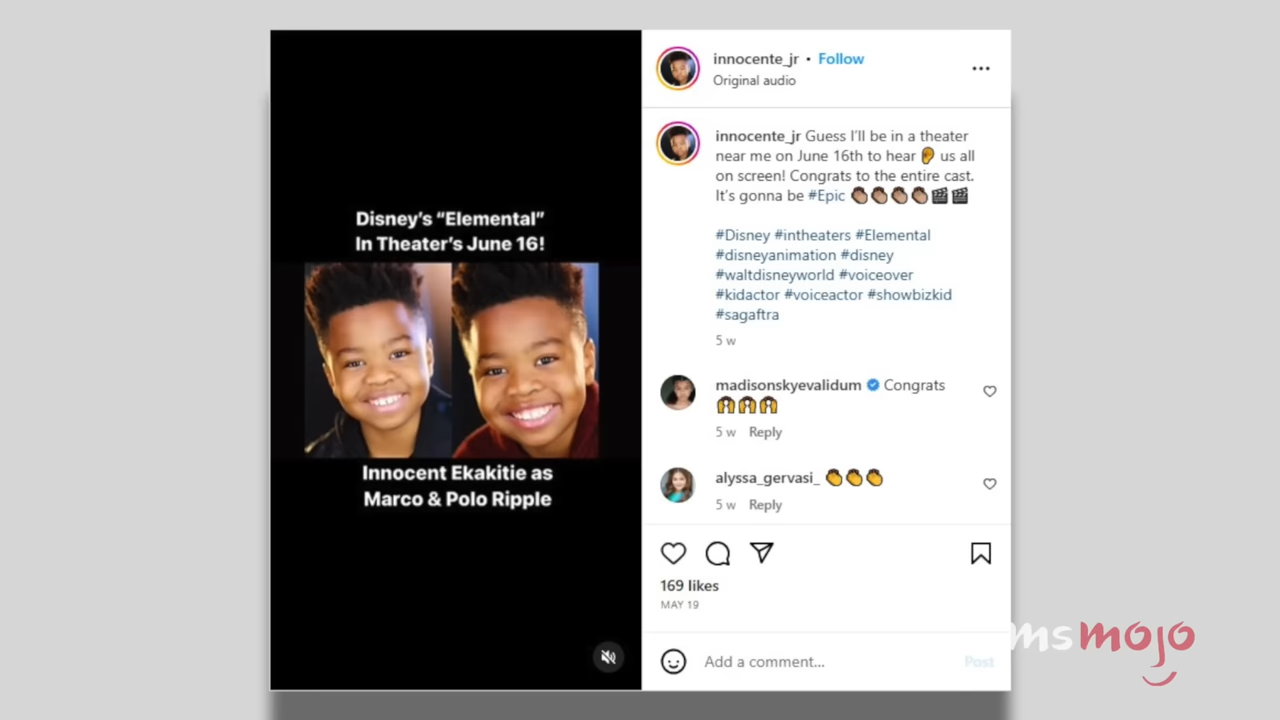 Disney's "Elemental"
In Theater's June 16!
Innocent Ekakitie as
Marco & Polo Ripple
innocente_jr • Follow
Original audio
innocente_jr Guess I'll be in a theater
near me on June 16th to hear 👂 us all
on screen! Congrats to the entire cast.
It's gonna be #Epic 👏🏽👏🏽👏🏽👏🏽🎬🎬
#Disney #intheaters #Elemental
#disneyanimation #disney
#waltdisneyworld #voiceover
#kidactor #voiceactor #showbizkid
#sagaftra
5 w
madisonskyevalidum Congrats
🙌🙌🙌
5 w Reply
alyssa_gervasi_ 👏👏👏
5 w Reply
169 likes
MAY 19
Add a comment... Post
msmojo